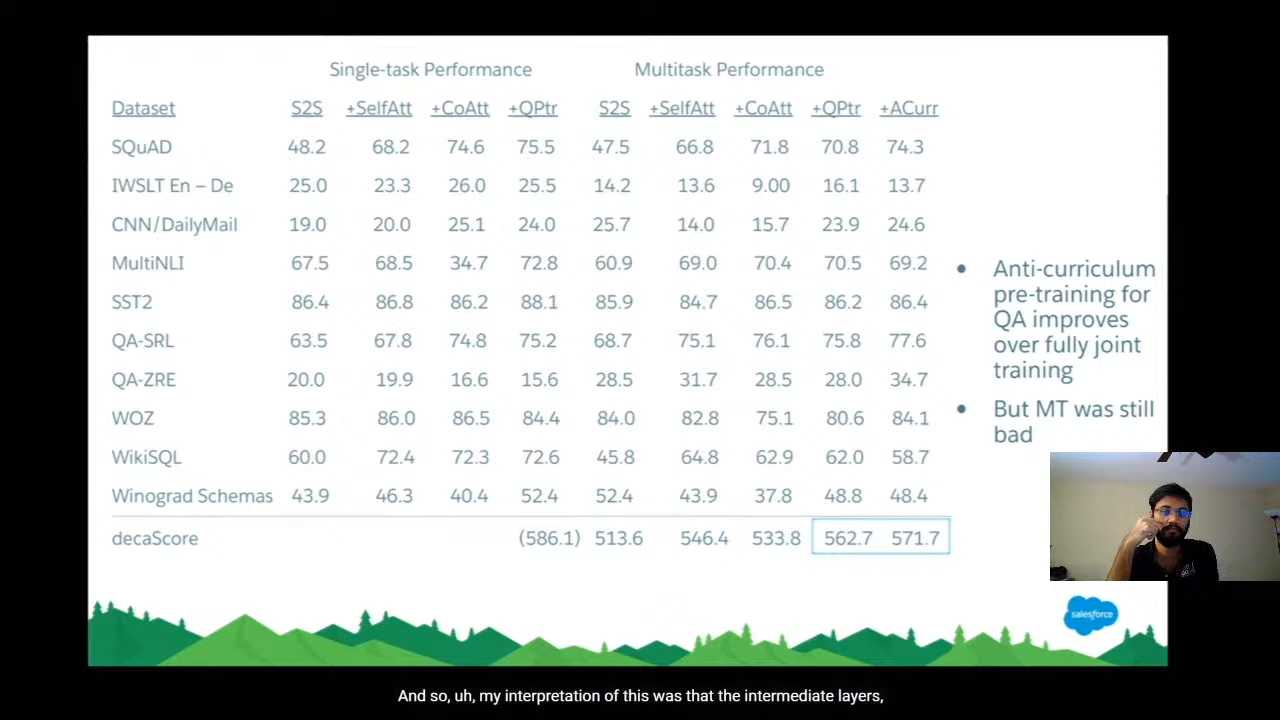 Single-task Performance Multitask Performance
Dataset S2S +SelfAtt +CoAtt +QPtr S2S +SelfAtt +CoAtt +QPtr +ACurr
SQuAD 48.2 68.2 74.6 75.5 47.5 66.8 71.8 70.8 74.3
IWSLT En – De 25.0 23.3 26.0 25.5 14.2 13.6 9.00 16.1 13.7
CNN/DailyMail 19.0 20.0 25.1 24.0 25.7 14.0 15.7 23.9 24.6
MultiNLI 67.5 68.5 34.7 72.8 60.9 69.0 70.4 70.5 69.2
SST2 86.4 86.8 86.2 88.1 85.9 84.7 86.5 86.2 86.4
QA-SRL 63.5 67.8 74.8 75.2 68.7 75.1 76.1 75.8 77.6
QA-ZRE 20.0 19.9 16.6 15.6 28.5 31.7 28.5 28.0 34.7
WOZ 85.3 86.0 86.5 84.4 84.0 82.8 75.1 80.6 84.1
WikiSQL 60.0 72.4 72.3 72.6 45.8 64.8 62.9 62.0 58.7
Winograd Schemas 43.9 46.3 40.4 52.4 52.4 43.9 37.8 48.8 48.4
decaScore (586.1) 513.6 546.4 533.8 562.7 571.7
• Anti-curriculum
pre-training for
QA improves
over fully joint
training
• But MT was still
bad
salesforce
And so, uh, my interpretation of this was that the intermediate layers,